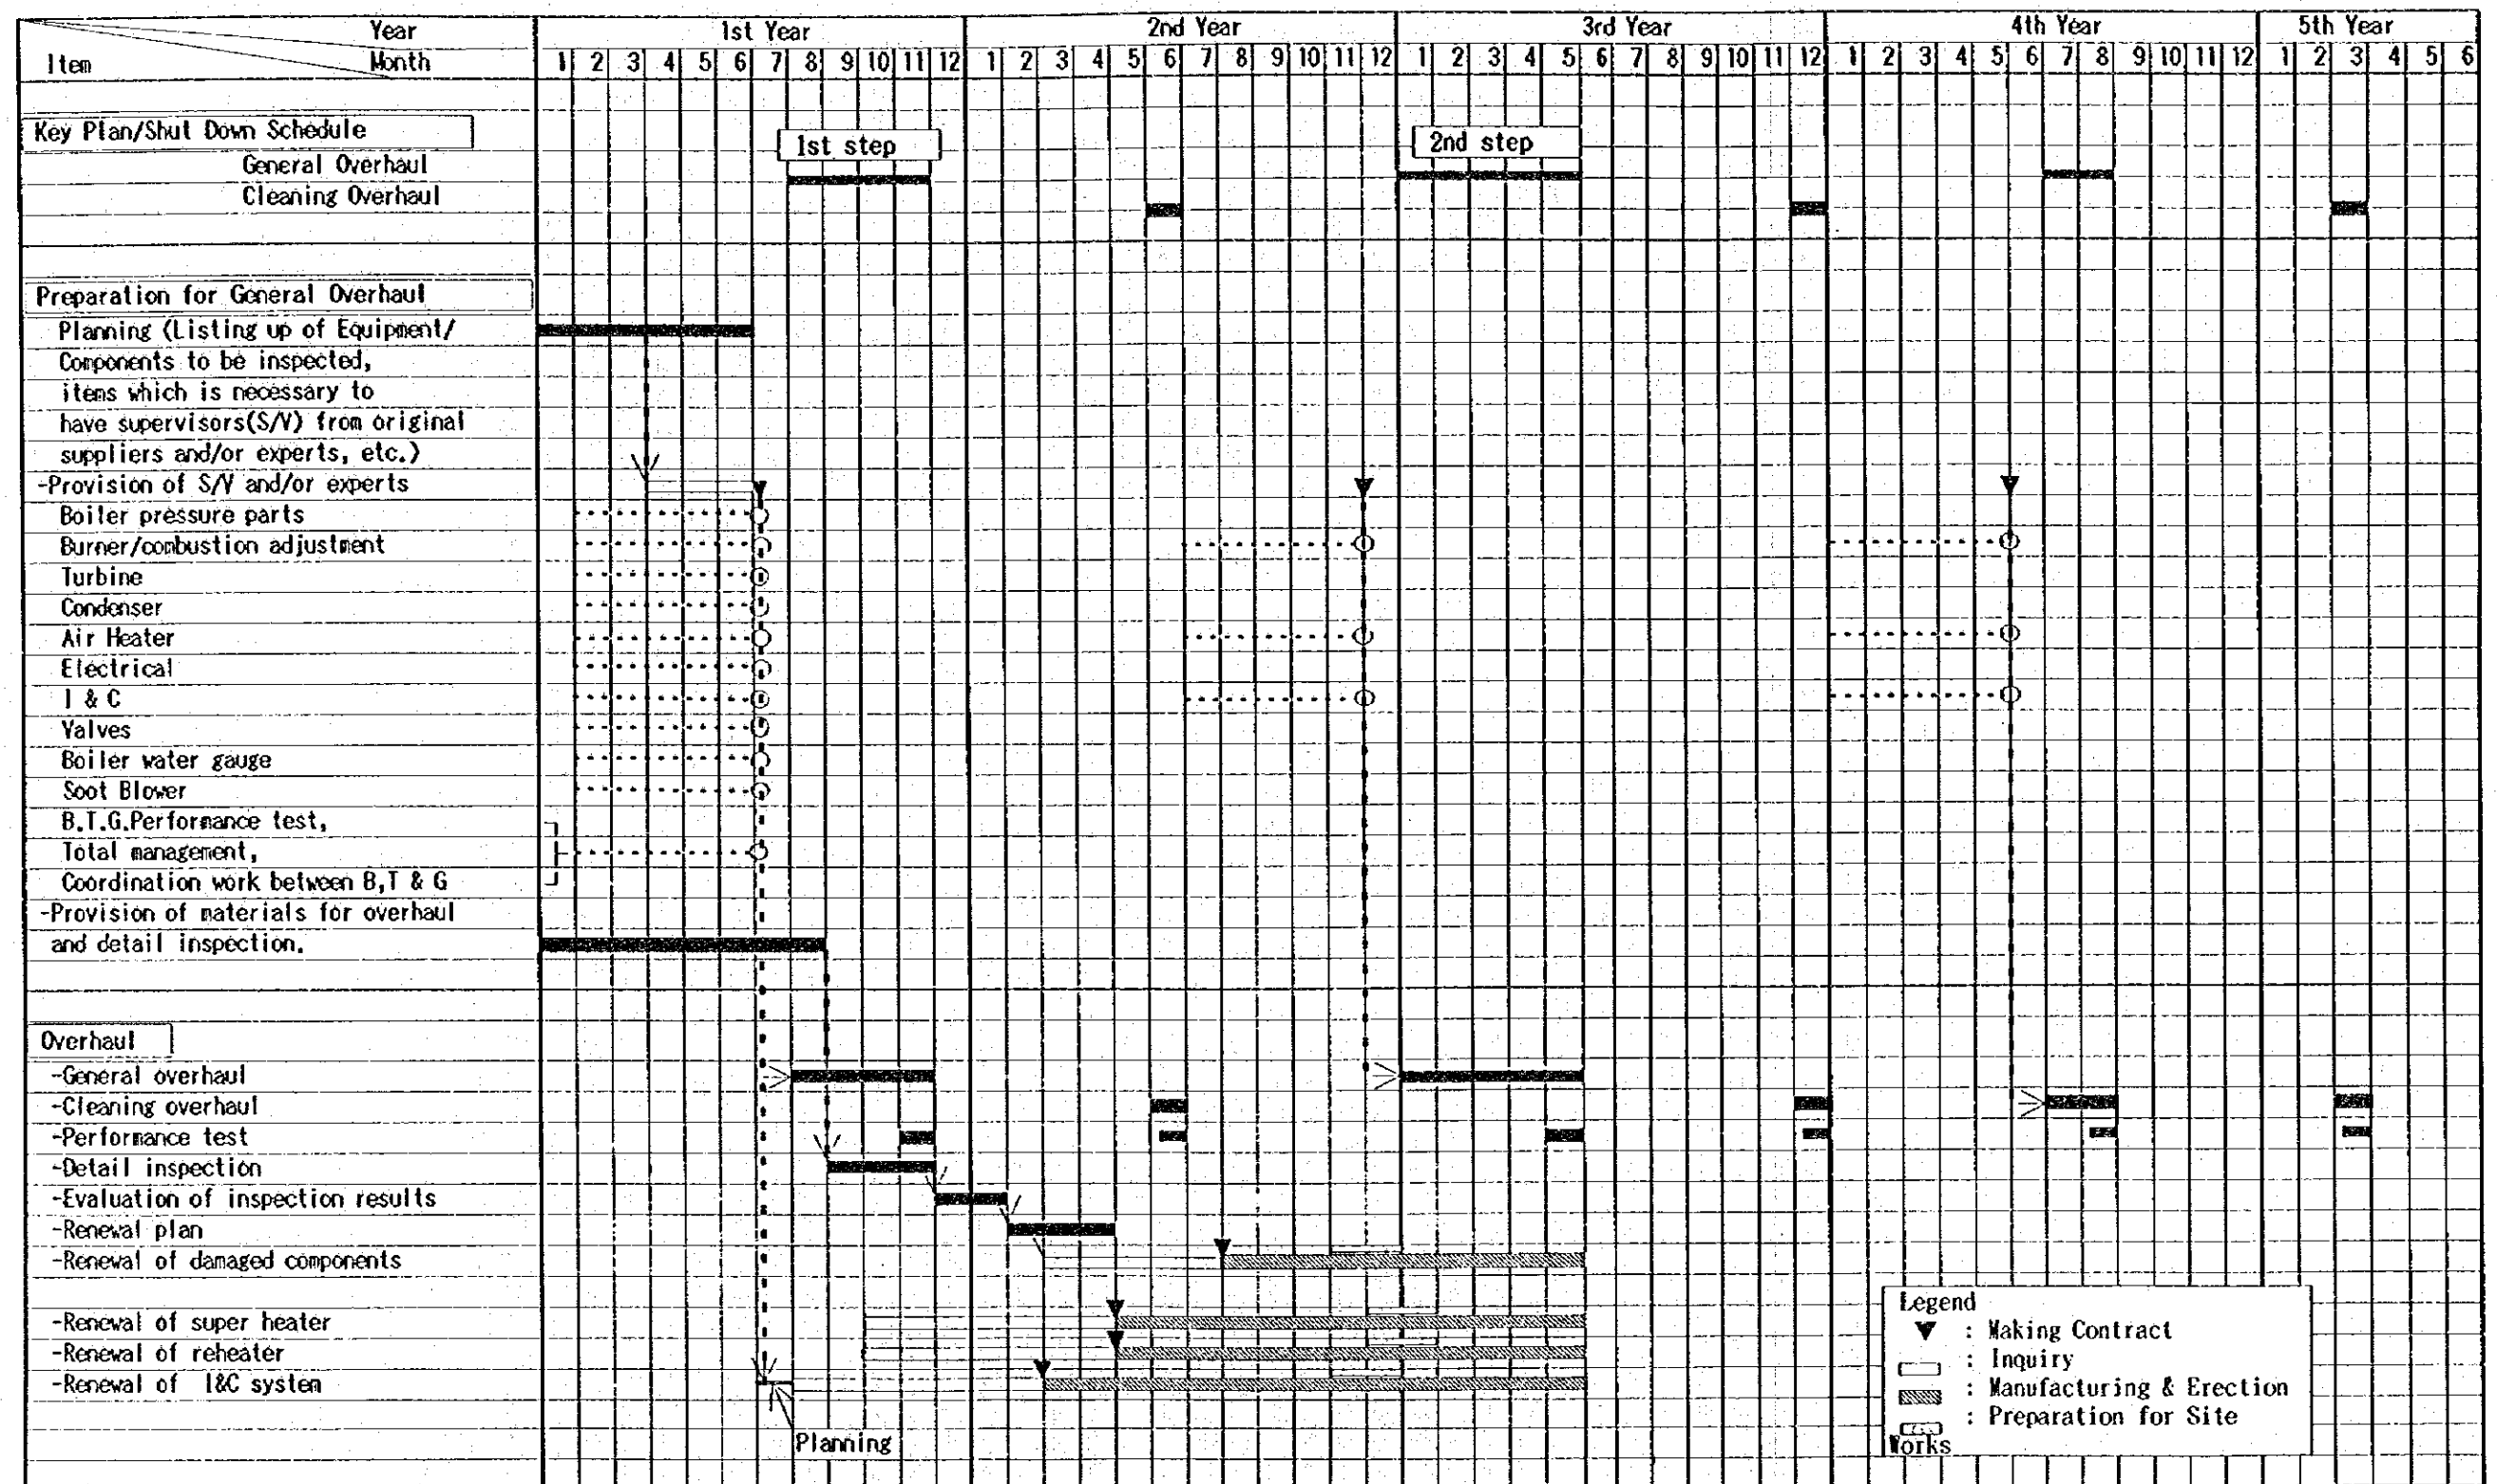 Year 1st Year 2nd Year 3rd Year 4th Year 5th Year
Item Month 1 2 3 4 5 6 7 8 9 10 11 12 1 2 3 4 5 6 7 8 9 10 11 12 1 2 3 4 5 6 7 8 9 10 11 12 1 2 3 4 5 6 7 8 9 10 11 12 1 2 3 4 5 6
Key Plan/Shut Down Schedule
1st step 2nd step
General Overhaul
Cleaning Overhaul
Preparation for General Overhaul
Planning (Listing up of Equipment/
Components to be inspected,
items which is necessary to
have supervisors(S/V) from original
suppliers and/or experts, etc.)
-Provision of S/V and/or experts
Boiler pressure parts
Burner/combustion adjustment
Turbine
Condenser
Air Heater
Electrical
I & C
Valves
Boiler water gauge
Soot Blower
B.T.G.Performance test,
Total management,
Coordination work between B,T & G
-Provision of materials for overhaul
and detail inspection.
Overhaul
-General overhaul
-Cleaning overhaul
-Performance test
-Detail inspection
-Evaluation of inspection results
-Renewal plan
-Renewal of damaged components
-Renewal of super heater
-Renewal of reheater
-Renewal of I&C system
Planning
Legend
: Making Contract
: Inquiry
: Manufacturing & Erection
: Preparation for Site
Works